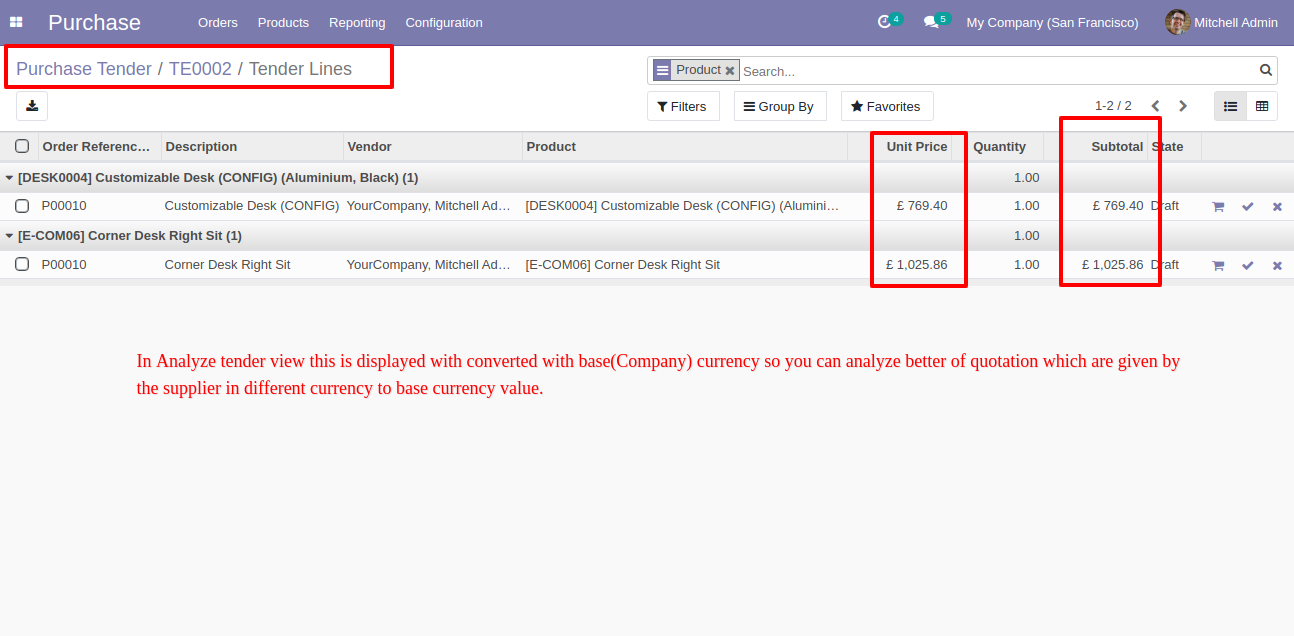 Purchase Orders Products Reporting Configuration 4 5 My Company (San Francisco) Mitchell Admin
Purchase Tender / TE0002 / Tender Lines
Product Search...
Filters Group By Favorites 1-2 / 2
Order Referenc... Description Vendor Product Unit Price Quantity Subtotal State
[DESK0004] Customizable Desk (CONFIG) (Aluminium, Black) (1) 1.00
P00010 Customizable Desk (CONFIG) YourCompany, Mitchell Ad... [DESK0004] Customizable Desk (CONFIG) (Alumini... £ 769.40 1.00 £ 769.40 Draft
[E-COM06] Corner Desk Right Sit (1) 1.00
P00010 Corner Desk Right Sit YourCompany, Mitchell Ad... [E-COM06] Corner Desk Right Sit £ 1,025.86 1.00 £ 1,025.86 Draft
In Analyze tender view this is displayed with converted with base(Company) currency so you can analyze better of quotation which are given by
the supplier in different currency to base currency value.